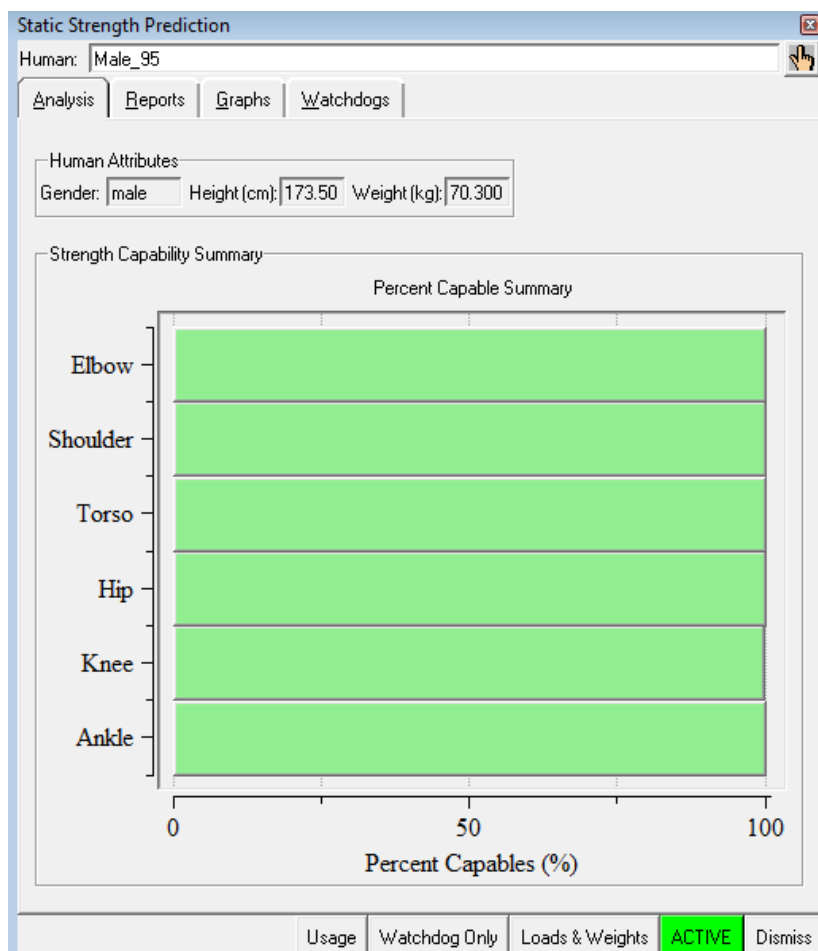 Static Strength Prediction
Human: Male_95
Analysis Reports Graphs Watchdogs
Human Attributes
Gender: male Height (cm): 173.50 Weight (kg): 70.300
Strength Capability Summary
Percent Capable Summary
Elbow
Shoulder
Torso
Hip
Knee
Ankle
0 50 100
Percent Capables (%)
Usage Watchdog Only Loads & Weights ACTIVE Dismiss